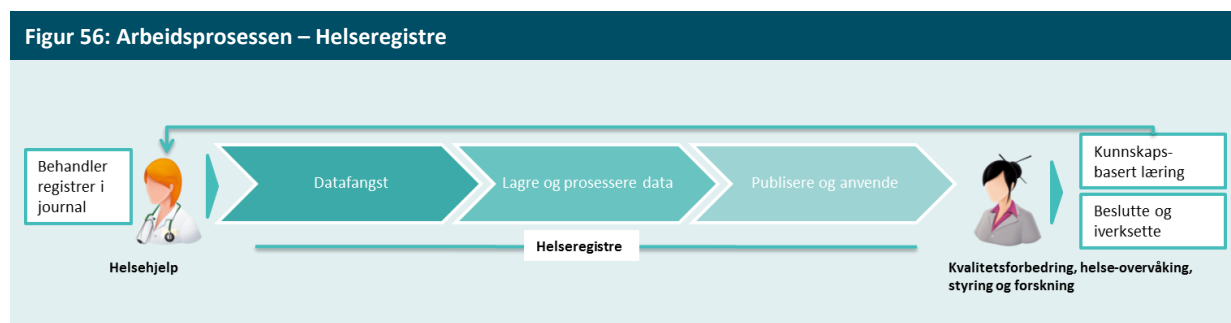 Figur 56: Arbeidsprosessen – Helseregistre
Behandler
registrer i
journal
Helsehjelp
Datafangst
Lagre og prosessere data
Publisere og anvende
Helseregistre
Kunnskaps-
basert læring
Beslutte og
iverksette
Kvalitetsforbedring, helse-overvåking,
styring og forskning